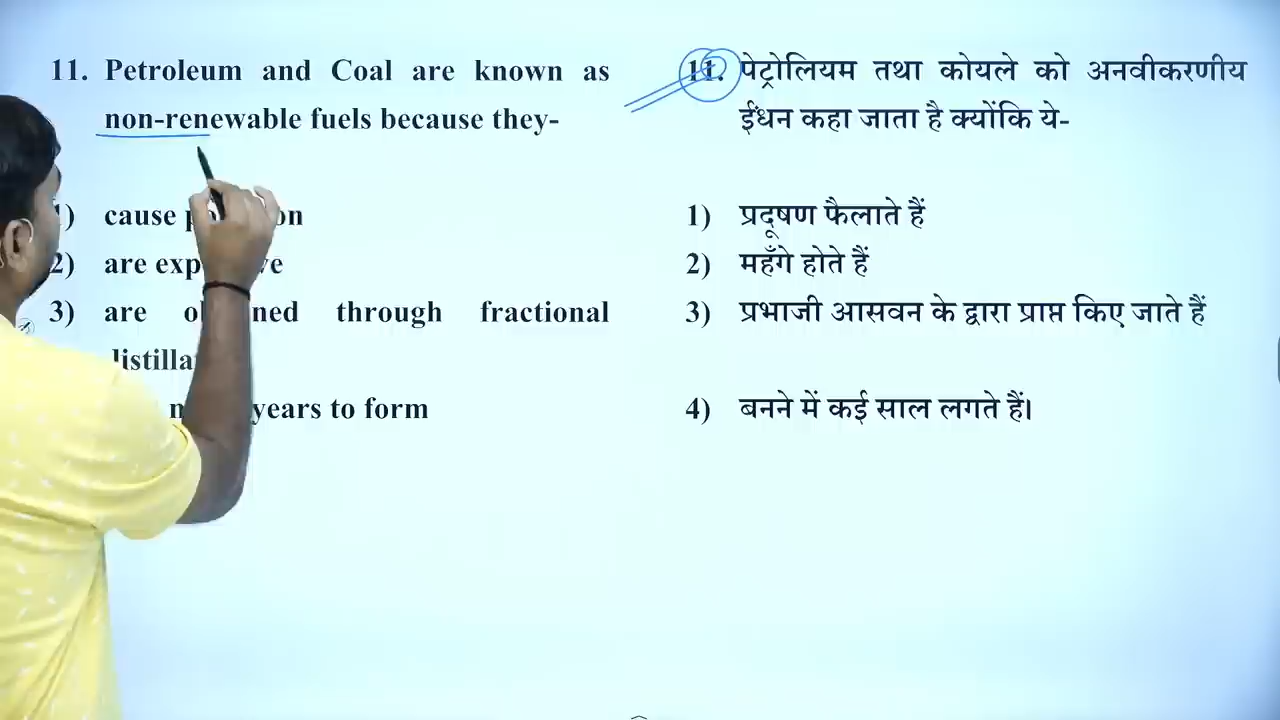 11. Petroleum and Coal are known as
non-renewable fuels because they-
cause
2) are
3) are through fractional
years to form
11. पेट्रोलियम तथा कोयले को अनवीकरणीय
ईंधन कहा जाता है क्योंकि ये-
1) प्रदूषण फैलाते हैं
2) महँगे होते हैं
3) प्रभाजी आसवन के द्वारा प्राप्त किए जाते हैं
4) बनने में कई साल लगते हैं।